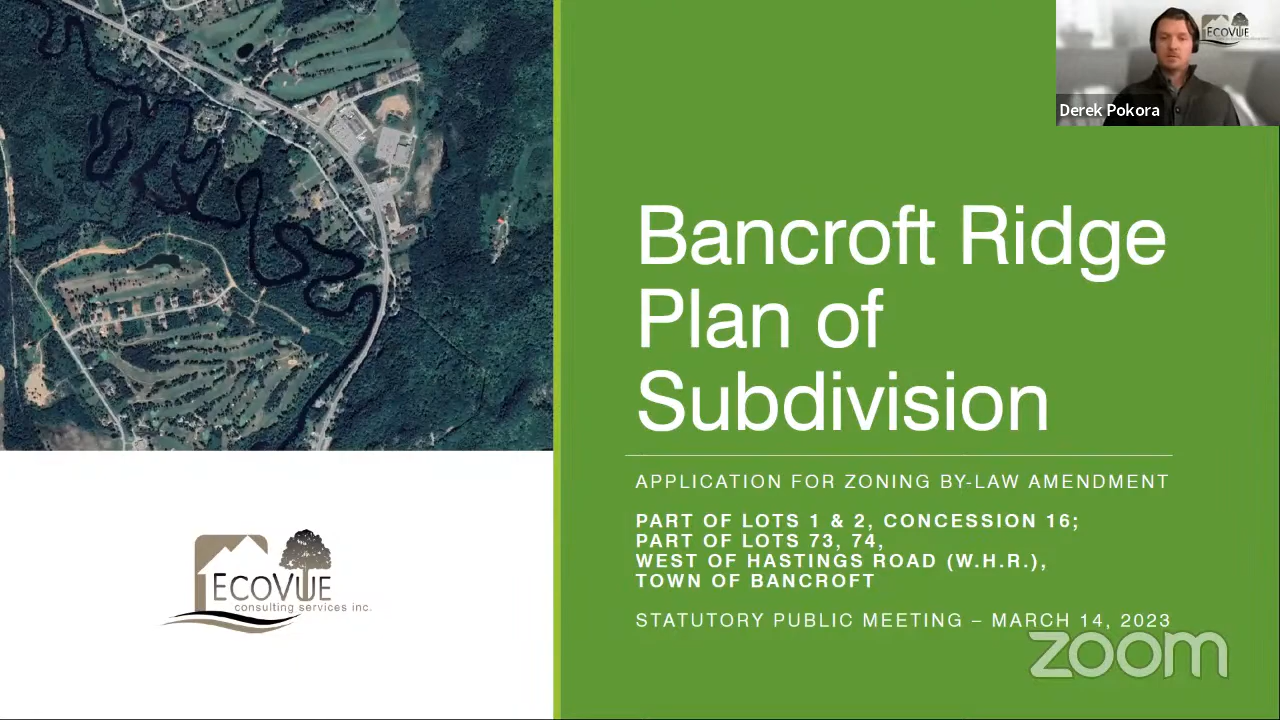 ECOVUE
Derek Pokora
Bancroft Ridge
Plan of
Subdivision
APPLICATION FOR ZONING BY-LAW AMENDMENT
PART OF LOTS 1 & 2, CONCESSION 16;
PART OF LOTS 73, 74,
WEST OF HASTINGS ROAD (W.H.R.),
TOWN OF BANCROFT
STATUTORY PUBLIC MEETING – MARCH 14, 2023
zoom
ECOVUE
consulting services inc.